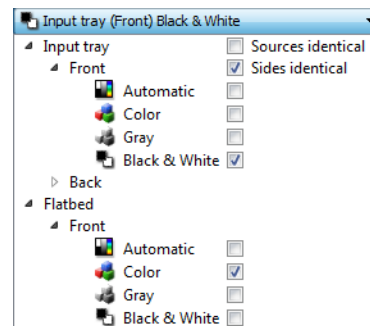 Input tray (Front) Black & White
Input tray Sources identical
Front Sides identical
Automatic
Color
Gray
Black & White
Back
Flatbed
Front
Automatic
Color
Gray
Black & White